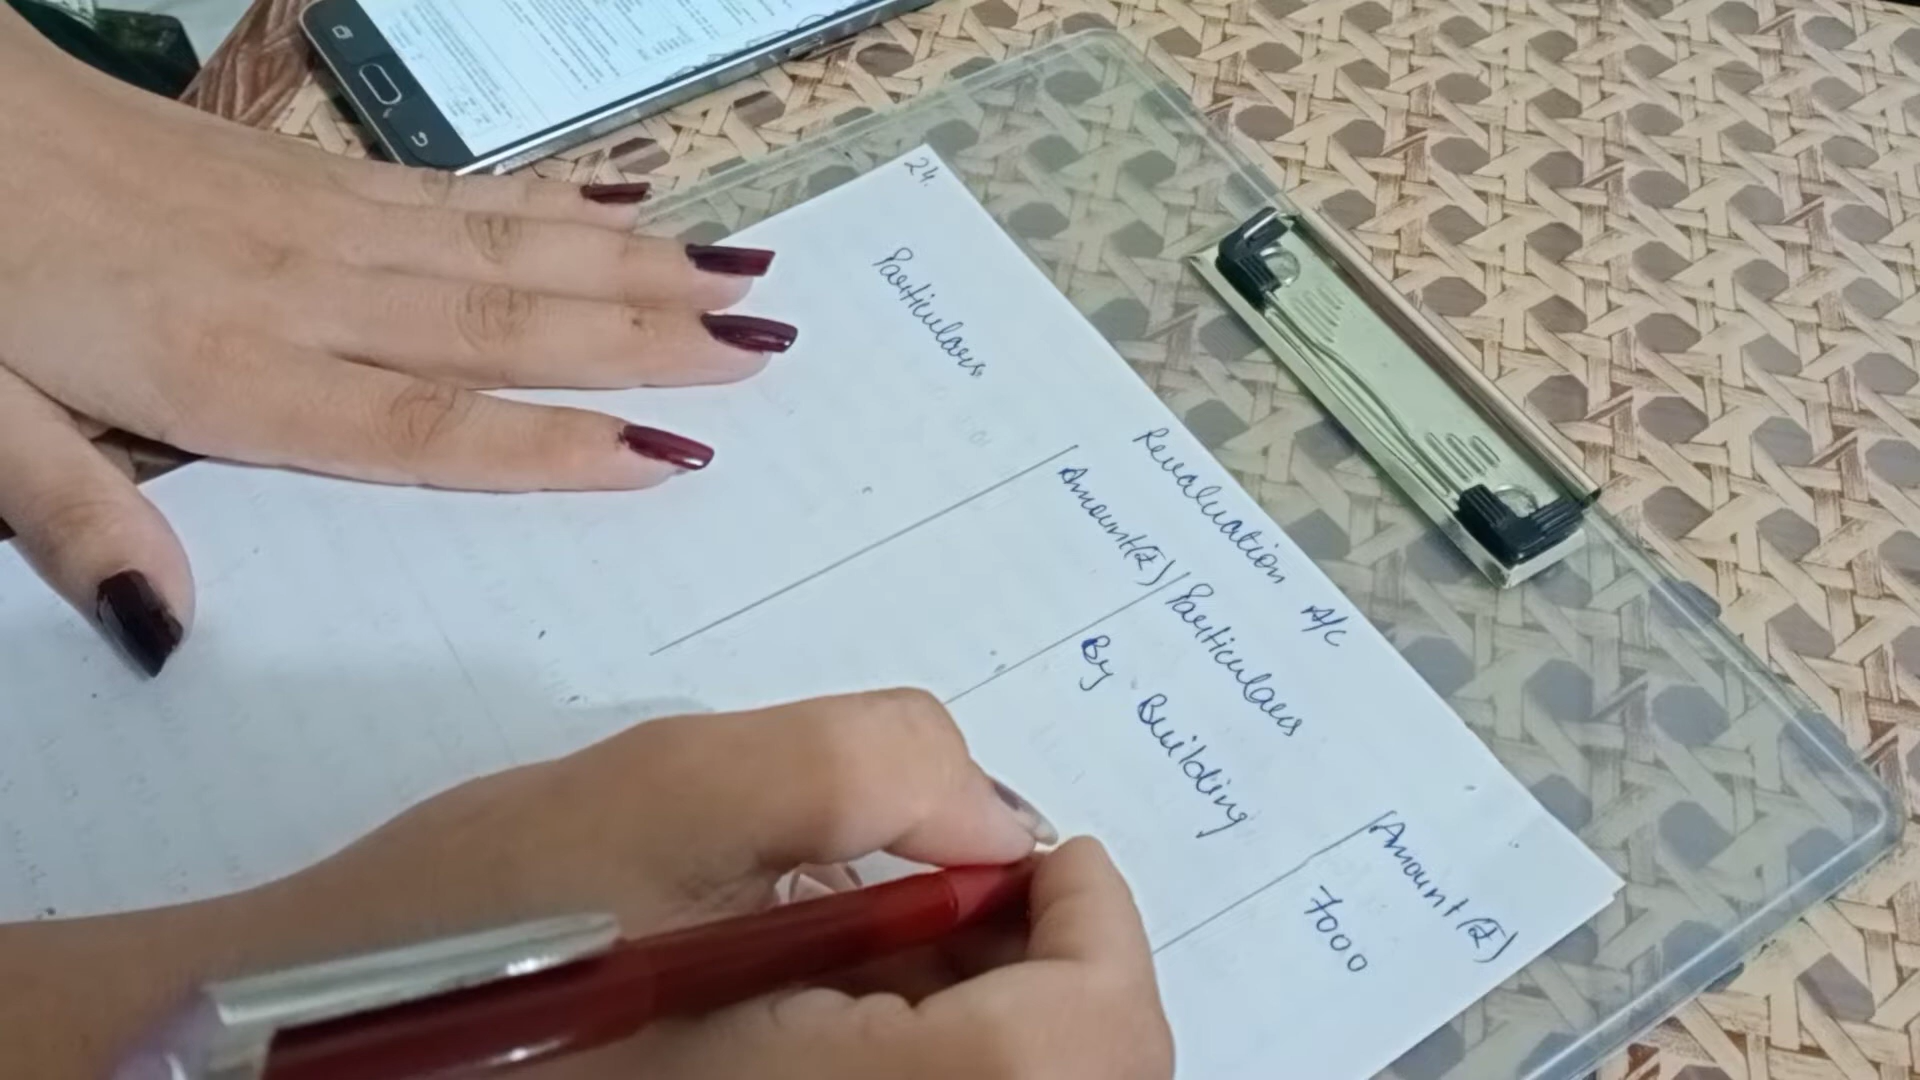 24.
Revaluation A/C
Particulars Amount(₹) Particulars Amount(₹)
By Building 7000